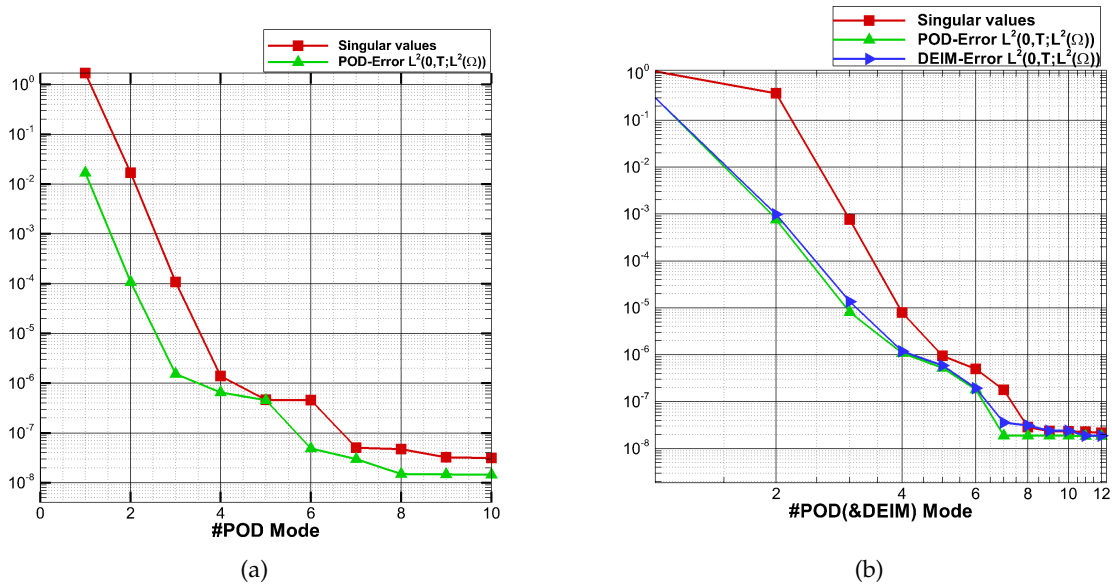 Singular values
POD-Error L²(0,T;L²(Ω))
10⁰
10⁻¹
10⁻²
10⁻³
10⁻⁴
10⁻⁵
10⁻⁶
10⁻⁷
10⁻⁸
0 2 4 6 8 10
#POD Mode
(a)
Singular values
POD-Error L²(0,T;L²(Ω))
DEIM-Error L²(0,T;L²(Ω))
10⁰
10⁻¹
10⁻²
10⁻³
10⁻⁴
10⁻⁵
10⁻⁶
10⁻⁷
10⁻⁸
2 4 6 8 10 12
#POD(&DEIM) Mode
(b)